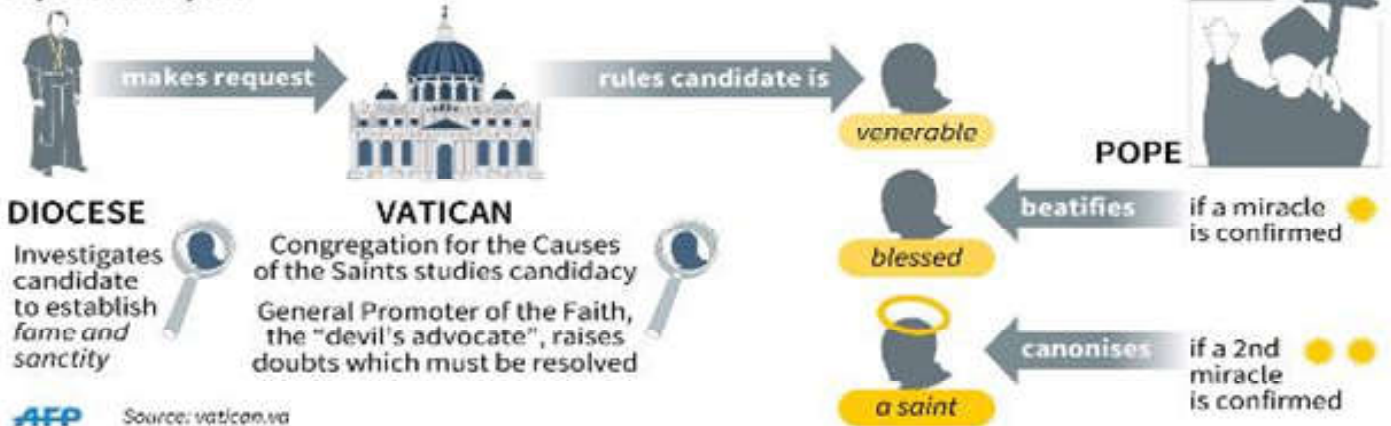 makes request
rules candidate is
venerable
POPE
DIOCESE
Investigates
candidate
to establish
fame and
sanctity
VATICAN
Congregation for the Causes
of the Saints studies candidacy
General Promoter of the Faith,
the "devil's advocate", raises
doubts which must be resolved
beatifies
if a miracle
is confirmed
blessed
canonises
if a 2nd
miracle
is confirmed
a saint
AFP
Source: vatican.va